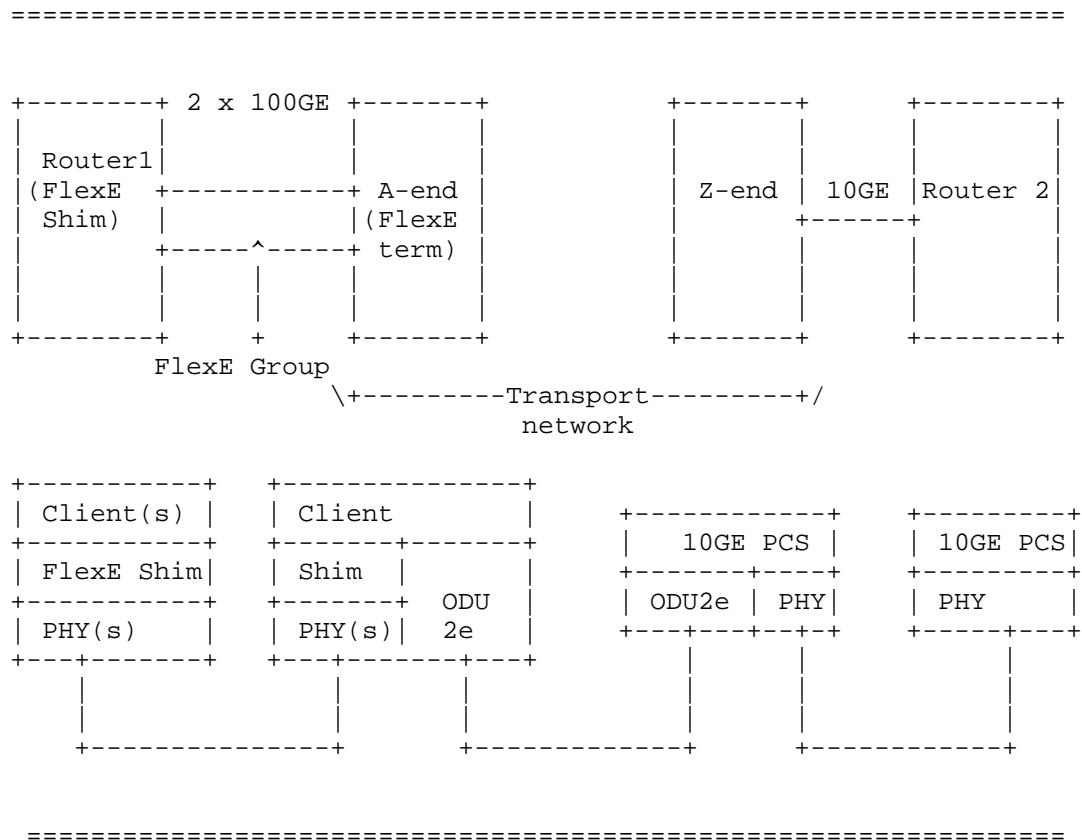 ====================================================================
+--------+ 2 x 100GE +-------+ +-------+ +--------+
Router1
(FlexE +------------+ A-end Z-end 10GE Router 2
Shim) (FlexE +------+
+-----^-----+ term)
+--------+ + +-------+ +-------+ +--------+
FlexE Group
\+---------Transport---------+/
network
+-----------+ +----------------+
| Client(s) | | Client | +-------------+ +----------+
+-----------+ +-------+-------+ | 10GE PCS | | 10GE PCS|
| FlexE Shim| | Shim | | +-------+----+ +---------+
+-----------+ +-------+ ODU | | ODU2e | PHY| | PHY |
| PHY(s) | | PHY(s)| 2e | +---+---+--+-+ +-----+---+
+---+-------+ +---+-------+---+
+---------------+ +-------------+ +------------+
=================================================================